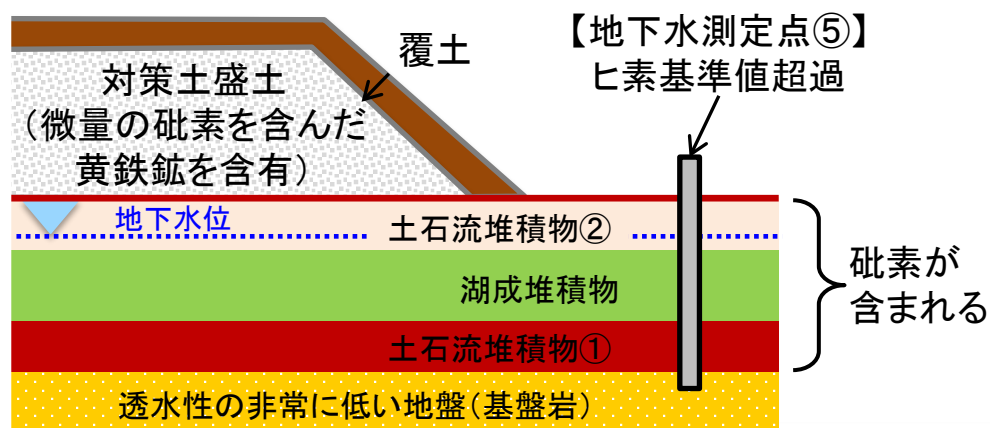 【地下水測定点⑤】
ヒ素基準値超過
覆土
対策土盛土
（微量の砒素を含んだ
黄鉄鉱を含有）
地下水位
土石流堆積物②
湖成堆積物
土石流堆積物①
透水性の非常に低い地盤（基盤岩）
砒素が
含まれる